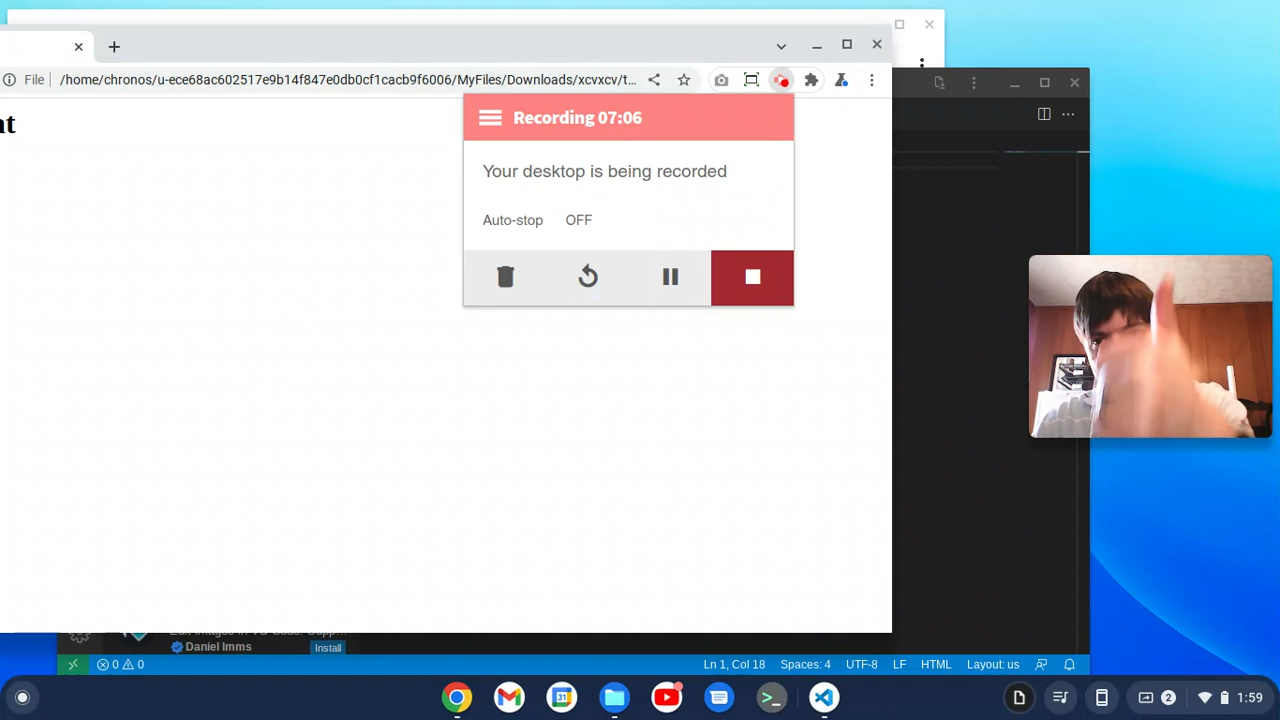 File /home/chronos/u-ece68ac602517e9b14f847e0db0cf1cacb9f6006/MyFiles/Downloads/xcvxcv/t...
at
Recording 07:06
Your desktop is being recorded
Auto-stop OFF
Daniel Imms
Install
0 0
Ln 1, Col 18 Spaces: 4 UTF-8 LF HTML Layout: us
31
2 1:59